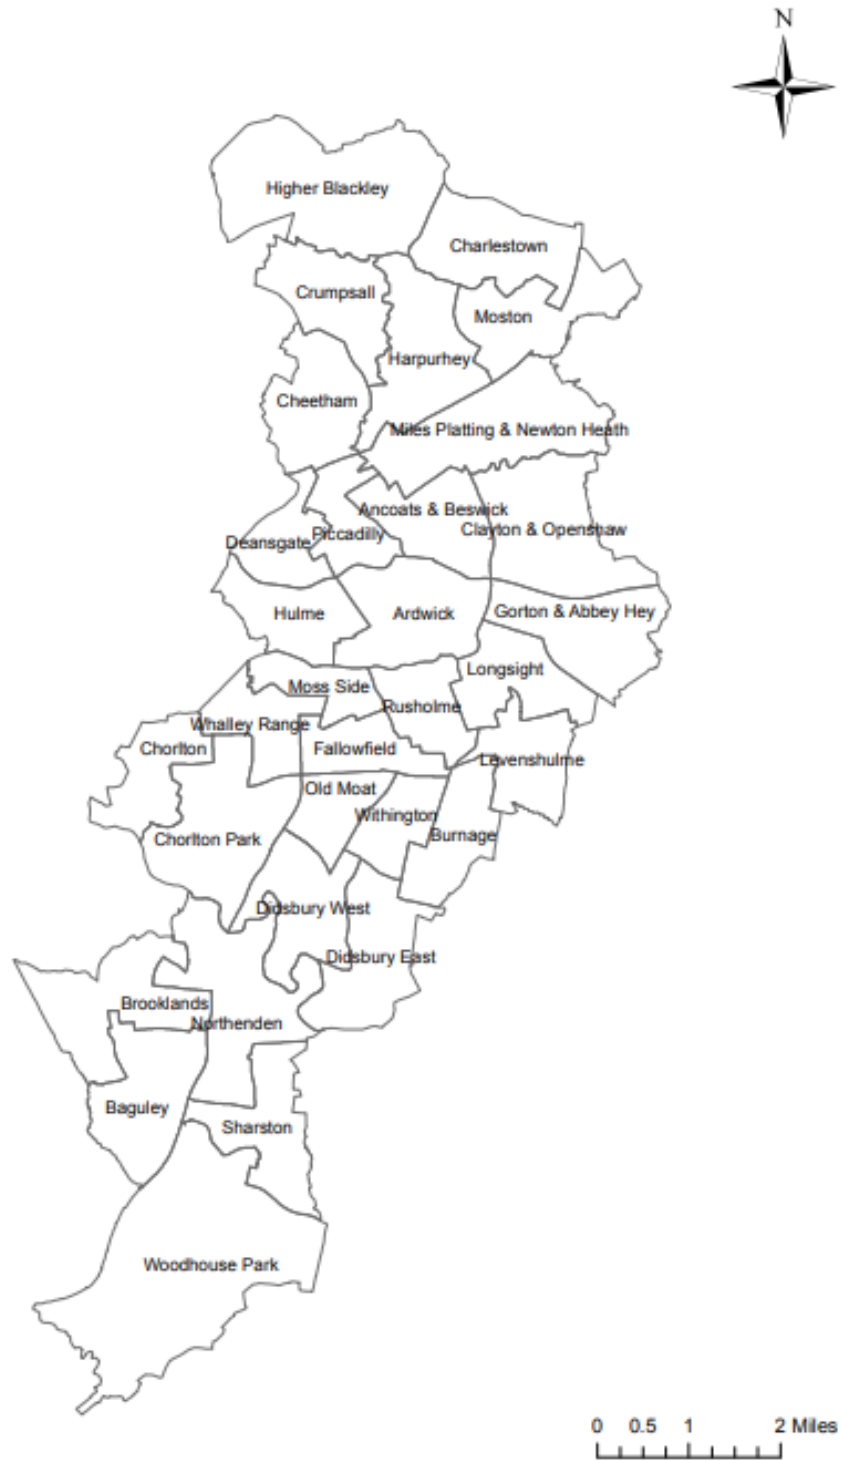 N
Higher Blackley
Charlestown
Crumpsall
Moston
Harpurhey
Cheetham
Miles Platting & Newton Heath
Ancoats & Beswick
Clayton & Openshaw
Piccadilly
Deansgate
Hulme
Ardwick
Gorton & Abbey Hey
Longsight
Moss Side
Rusholme
Whalley Range
Chorlton
Fallowfield
Levenshulme
Old Moat
Withington
Burnage
Chorlton Park
Didsbury West
Didsbury East
Brooklands
Northenden
Baguley
Sharston
Woodhouse Park
0 0.5 1 2 Miles